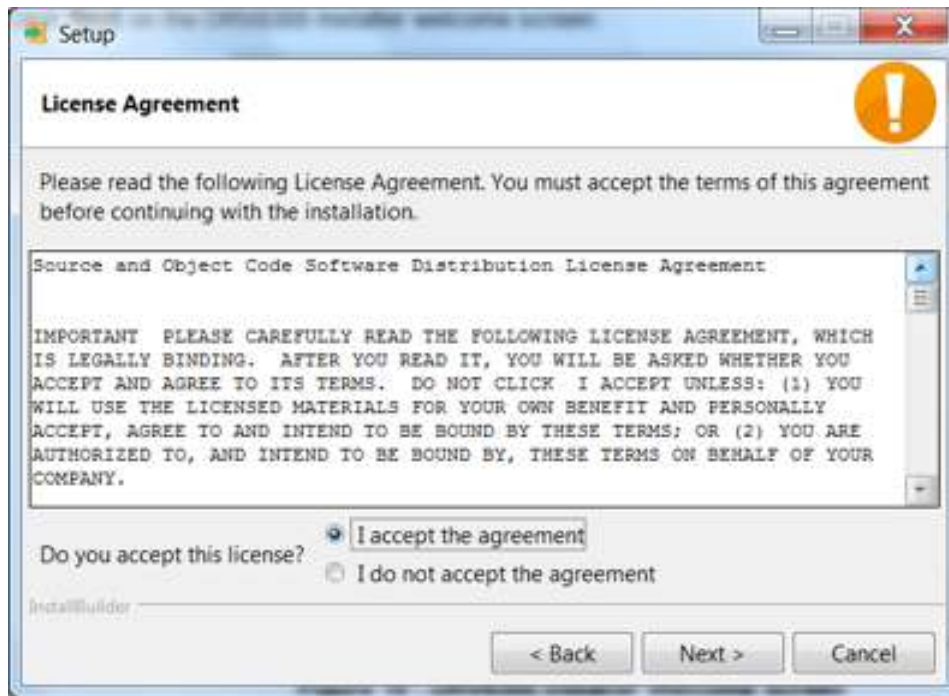 Setup
License Agreement
Please read the following License Agreement. You must accept the terms of this agreement
before continuing with the installation.
Source and Object Code Software Distribution License Agreement
IMPORTANT  PLEASE CAREFULLY READ THE FOLLOWING LICENSE AGREEMENT, WHICH
IS LEGALLY BINDING.  AFTER YOU READ IT, YOU WILL BE ASKED WHETHER YOU
ACCEPT AND AGREE TO ITS TERMS.  DO NOT CLICK  I ACCEPT UNLESS: (1) YOU
WILL USE THE LICENSED MATERIALS FOR YOUR OWN BENEFIT AND PERSONALLY
ACCEPT, AGREE TO AND INTEND TO BE BOUND BY THESE TERMS; OR (2) YOU ARE
AUTHORIZED TO, AND INTEND TO BE BOUND BY, THESE TERMS ON BEHALF OF YOUR
COMPANY.
Do you accept this license?
I accept the agreement
I do not accept the agreement
InstallBuilder
< Back
Next >
Cancel